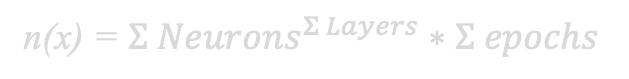 n(x) = Σ Neurons^Σ Layers * Σ epochs